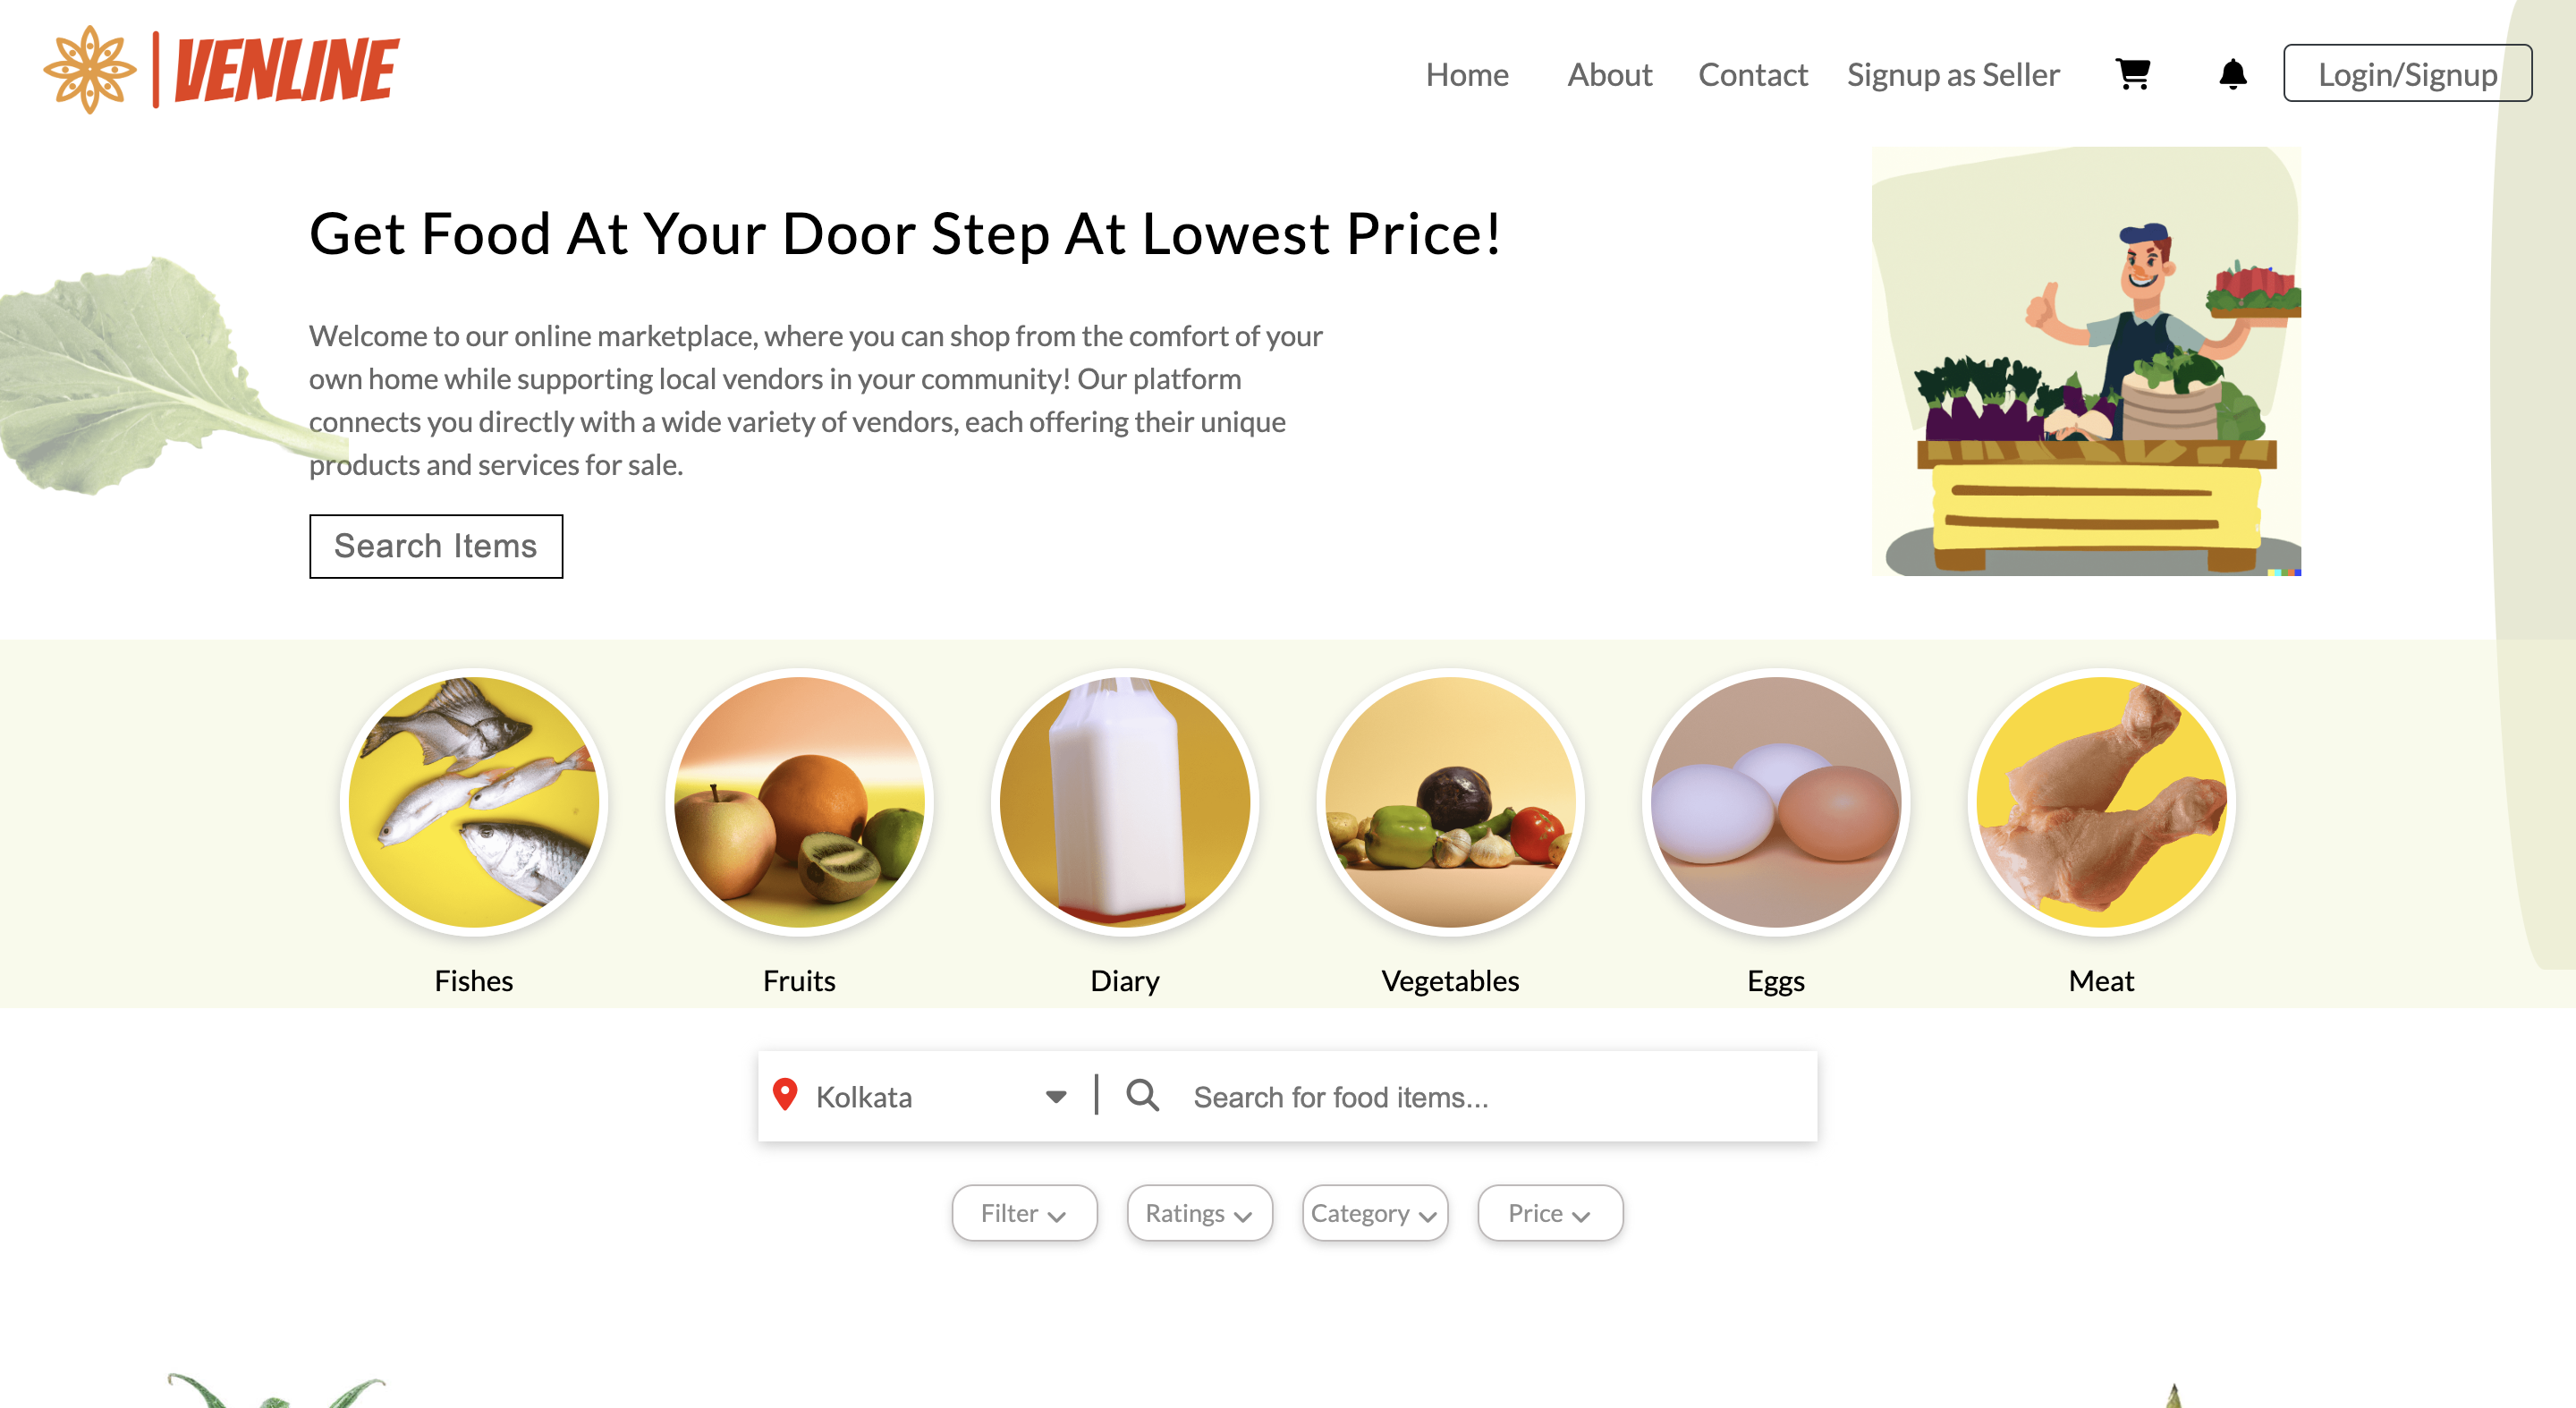 VENLINE
Home About Contact Signup as Seller Login/Signup
Get Food At Your Door Step At Lowest Price!
Welcome to our online marketplace, where you can shop from the comfort of your
own home while supporting local vendors in your community! Our platform
connects you directly with a wide variety of vendors, each offering their unique
products and services for sale.
Search Items
Fishes Fruits Diary Vegetables Eggs Meat
Kolkata Search for food items...
Filter Ratings Category Price